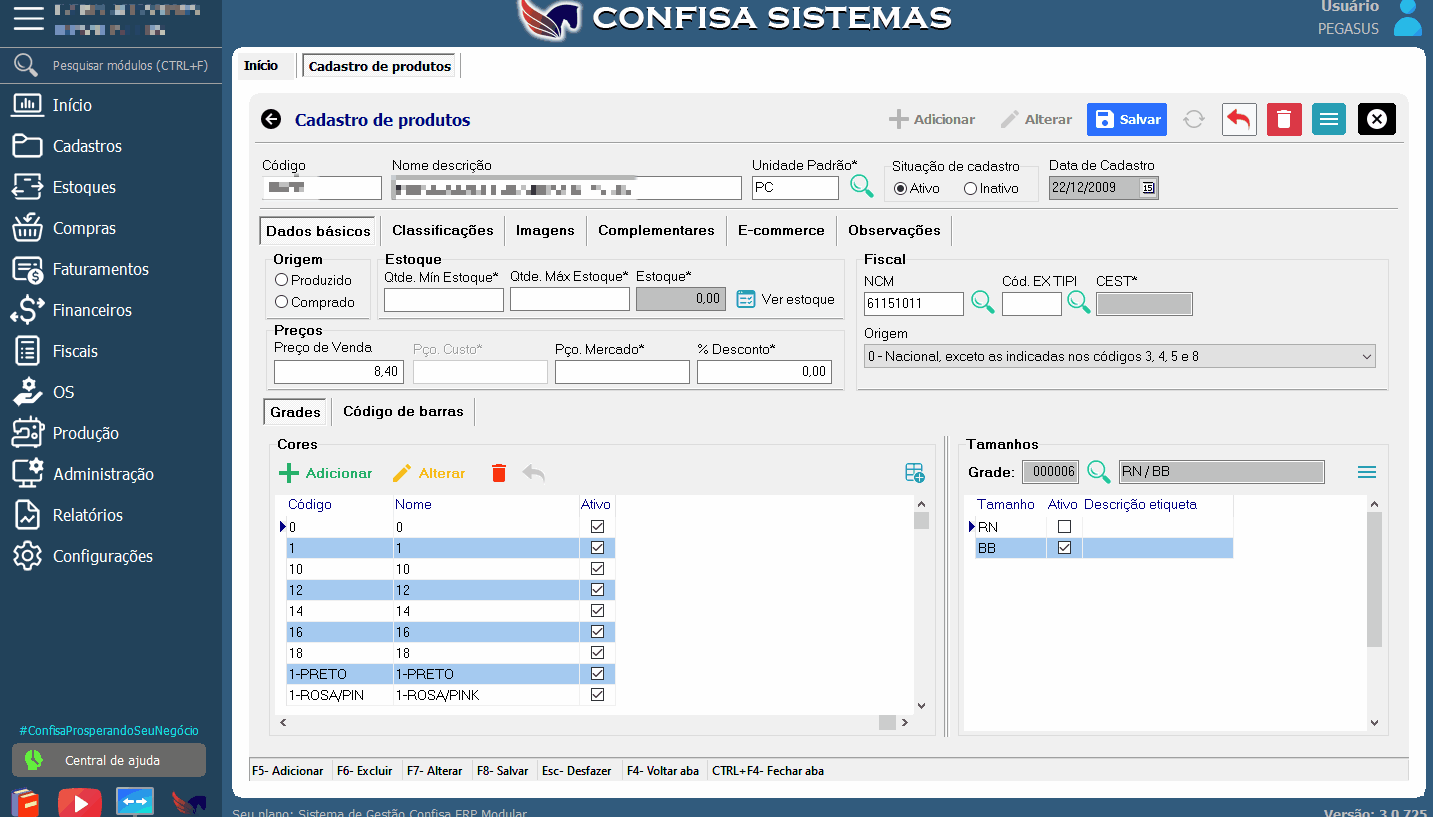 CONFISA SISTEMAS
Usuário
PEGASUS
Pesquisar módulos (CTRL+F)
Início
Cadastros
Estoques
Compras
Faturamentos
Financeiros
Fiscais
OS
Produção
Administração
Relatórios
Configurações
#ConfisaProsperandoSeuNegócio
Central de ajuda
Início
Cadastro de produtos
Cadastro de produtos
Adicionar
Alterar
Salvar
Código
Nome descrição
Unidade Padrão*
Situação de cadastro
Data de Cadastro
PC
Ativo
Inativo
22/12/2009
15
Dados básicos
Classificações
Imagens
Complementares
E-commerce
Observações
Origem
Produzido
Comprado
Estoque
Qtde. Mín Estoque*
Qtde. Máx Estoque*
Estoque*
0,00
Ver estoque
Preços
Preço de Venda
Pço. Custo*
Pço. Mercado*
% Desconto*
8,40
0,00
Fiscal
NCM
Cód. EX TIPI
CEST*
61151011
Origem
0 - Nacional, exceto as indicadas nos códigos 3, 4, 5 e 8
Grades
Código de barras
Cores
Adicionar
Alterar
Código Nome Ativo
0 0
1 1
10 10
12 12
14 14
16 16
18 18
1-PRETO 1-PRETO
1-ROSA/PIN 1-ROSA/PINK
Tamanhos
Grade: 000006 RN / BB
Tamanho Ativo Descrição etiqueta
RN
BB
F5- Adicionar F6- Excluir F7- Alterar F8- Salvar Esc- Desfazer F4- Voltar aba CTRL+F4- Fechar aba
Seu plano: Sistema de Gestão Confisa ERP Modular
Versão: 3.0.725